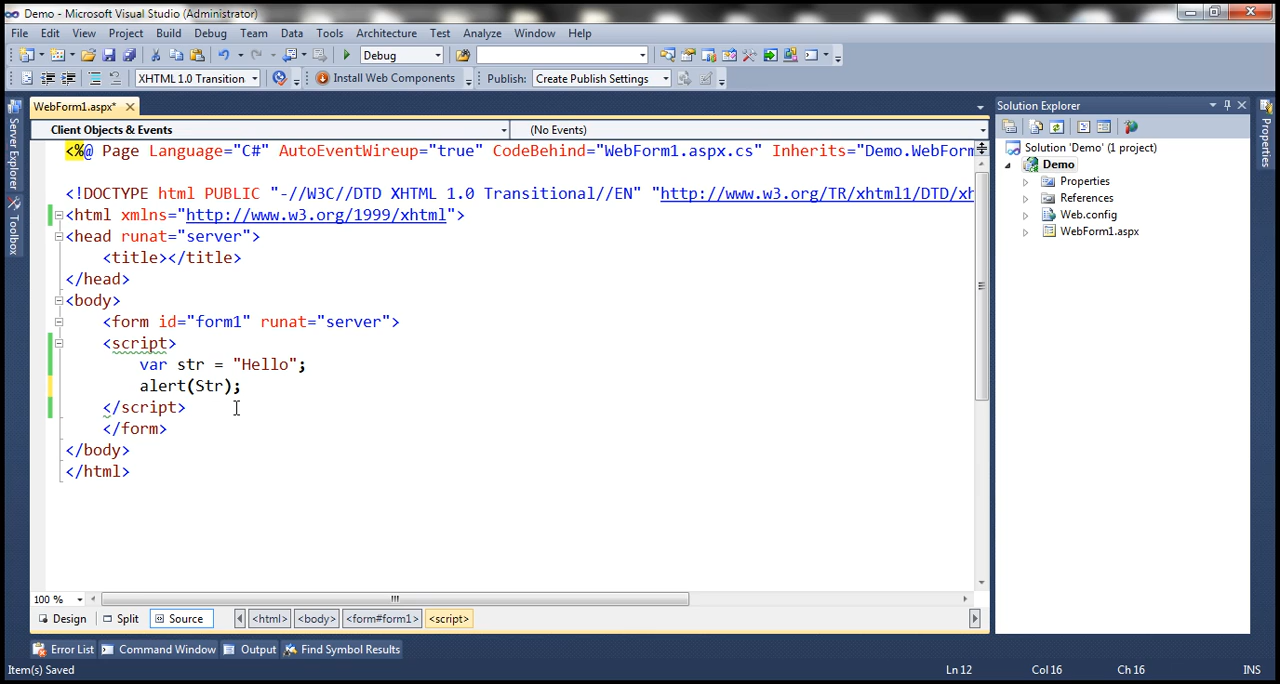 Demo - Microsoft Visual Studio (Administrator)
File Edit View Project Build Debug Team Data Tools Architecture Test Analyze Window Help
Debug
XHTML 1.0 Transition Install Web Components Publish: Create Publish Settings
WebForm1.aspx*
Solution Explorer
Server Explorer
Toolbox
Properties
Client Objects & Events (No Events)
<%@ Page Language="C#" AutoEventWireup="true" CodeBehind="WebForm1.aspx.cs" Inherits="Demo.WebForm
<!DOCTYPE html PUBLIC "-//W3C//DTD XHTML 1.0 Transitional//EN" "http://www.w3.org/TR/xhtml1/DTD/xh
<html xmlns="http://www.w3.org/1999/xhtml">
<head runat="server">
<title></title>
</head>
<body>
<form id="form1" runat="server">
<script>
var str = "Hello";
alert(Str);
</script>
</form>
</body>
</html>
Solution 'Demo' (1 project)
Demo
Properties
References
Web.config
WebForm1.aspx
100 %
Design Split Source <html> <body> <form#form1> <script>
Error List Command Window Output Find Symbol Results
Item(s) Saved Ln 12 Col 16 Ch 16 INS